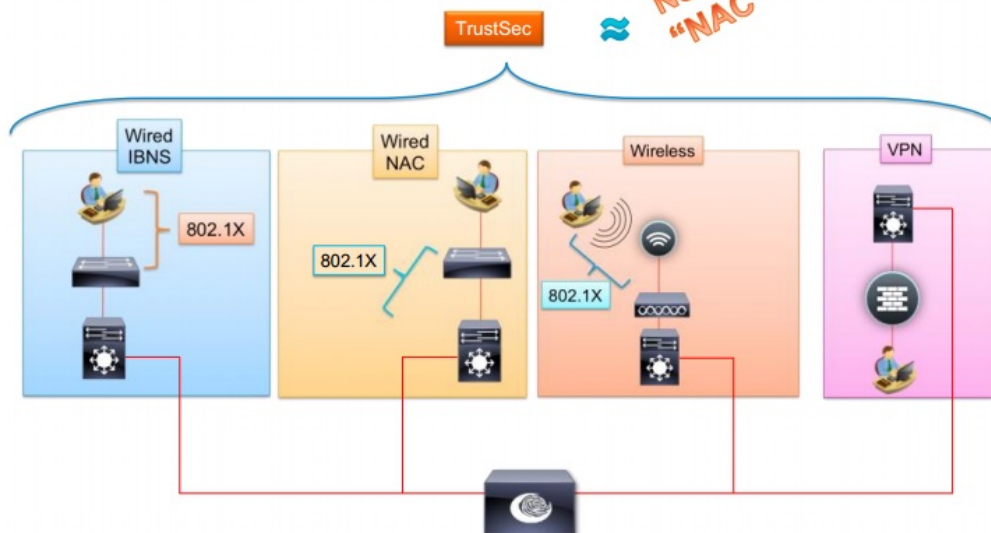 TrustSec
≈
“NAC
Wired
IBNS
Wired
NAC
Wireless
VPN
802.1X
802.1X
802.1X